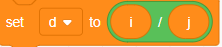 set d to i / j